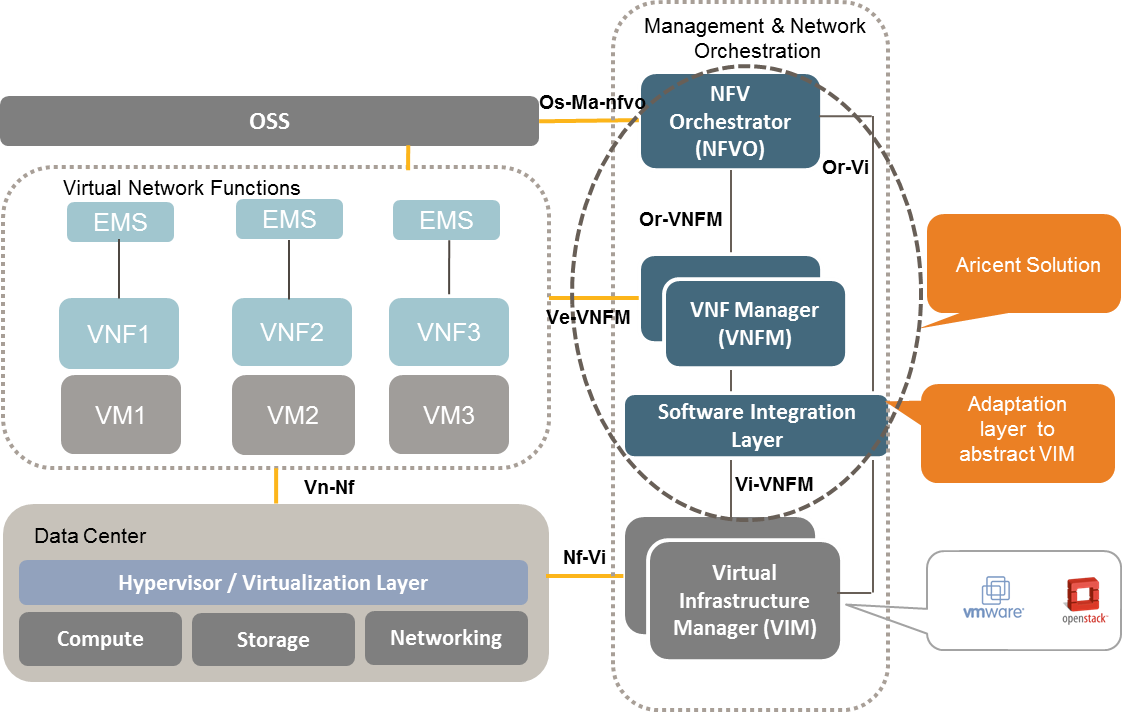 Management & Network
Orchestration
OSS
Os-Ma-nfvo
NFV
Orchestrator
(NFVO)
Or-Vi
Virtual Network Functions
EMS
EMS
EMS
Or-VNFM
Aricent Solution
VNF1
VNF2
VNF3
Ve-VNFM
VNF Manager
(VNFM)
VM1
VM2
VM3
Software Integration
Layer
Adaptation
layer to
abstract VIM
Vn-Nf
Vi-VNFM
Data Center
Nf-Vi
Hypervisor / Virtualization Layer
Compute
Storage
Networking
Virtual
Infrastructure
Manager (VIM)
vmware
openstack